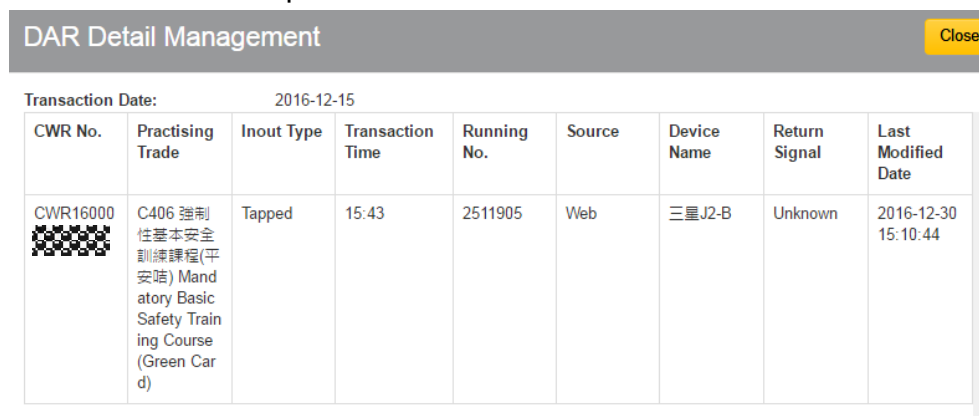 DAR Detail Management
Close
Transaction Date: 2016-12-15
CWR No. Practising Trade Inout Type Transaction Time Running No. Source Device Name Return Signal Last Modified Date
CWR16000
C406 強制
性基本安全
訓練課程(平
安咭) Mand
atory Basic
Safety Train
ing Course
(Green Car
d)
Tapped
15:43
2511905
Web
三星J2-B
Unknown
2016-12-30
15:10:44